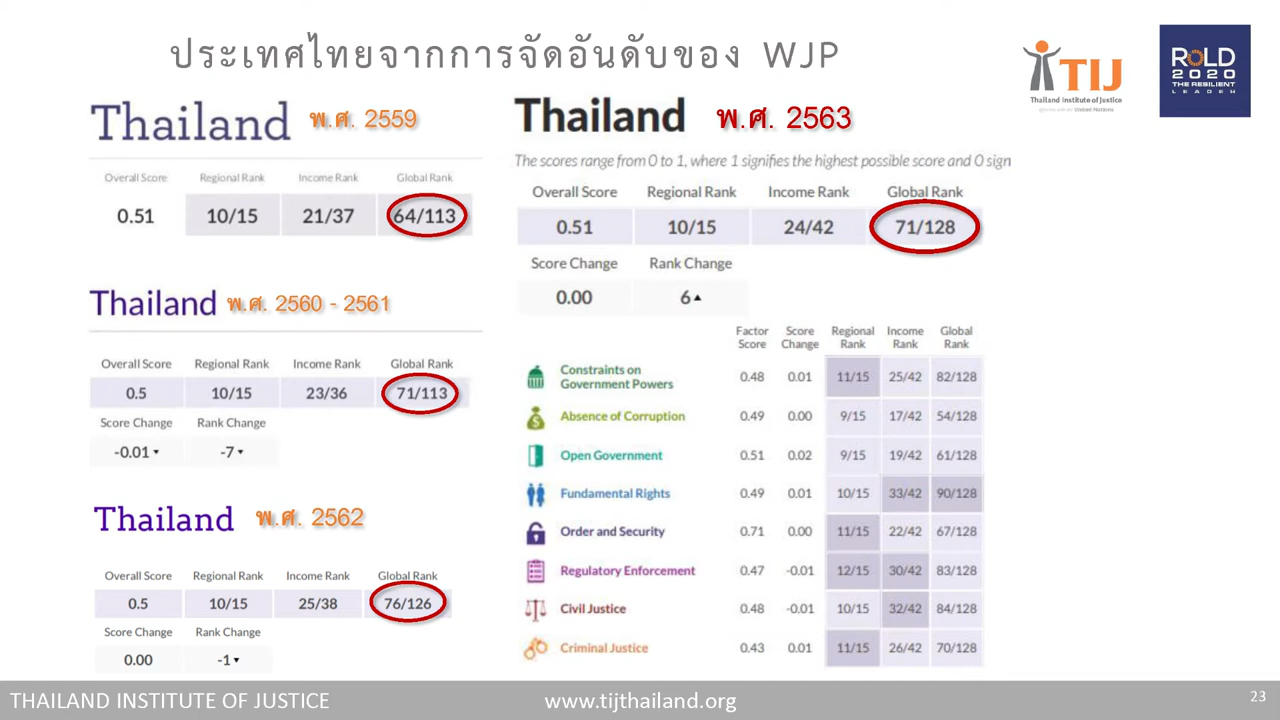 ประเทศไทยจากการจัดอันดับของ WJP
TIJ
Thailand Institute of Justice
RoLD
2020
THE RESILIENT
LEADER
Thailand พ.ศ. 2559
Overall Score Regional Rank Income Rank Global Rank
0.51 10/15 21/37 64/113
Thailand พ.ศ. 2560 - 2561
Overall Score Regional Rank Income Rank Global Rank
0.5 10/15 23/36 71/113
Score Change Rank Change
-0.01 ▾ -7 ▾
Thailand พ.ศ. 2562
Overall Score Regional Rank Income Rank Global Rank
0.5 10/15 25/38 76/126
Score Change Rank Change
0.00 -1 ▾
Thailand พ.ศ. 2563
The scores range from 0 to 1, where 1 signifies the highest possible score and 0 sign
Overall Score Regional Rank Income Rank Global Rank
0.51 10/15 24/42 71/128
Score Change Rank Change
0.00 6 ▴
Factor Score Score Change Regional Rank Income Rank Global Rank
Constraints on Government Powers 0.48 0.01 11/15 25/42 82/128
Absence of Corruption 0.49 0.00 9/15 17/42 54/128
Open Government 0.51 0.02 9/15 19/42 61/128
Fundamental Rights 0.49 0.01 10/15 33/42 90/128
Order and Security 0.71 0.00 11/15 22/42 67/128
Regulatory Enforcement 0.47 -0.01 12/15 30/42 83/128
Civil Justice 0.48 -0.01 10/15 32/42 84/128
Criminal Justice 0.43 0.01 11/15 26/42 70/128
THAILAND INSTITUTE OF JUSTICE www.tijthailand.org 23